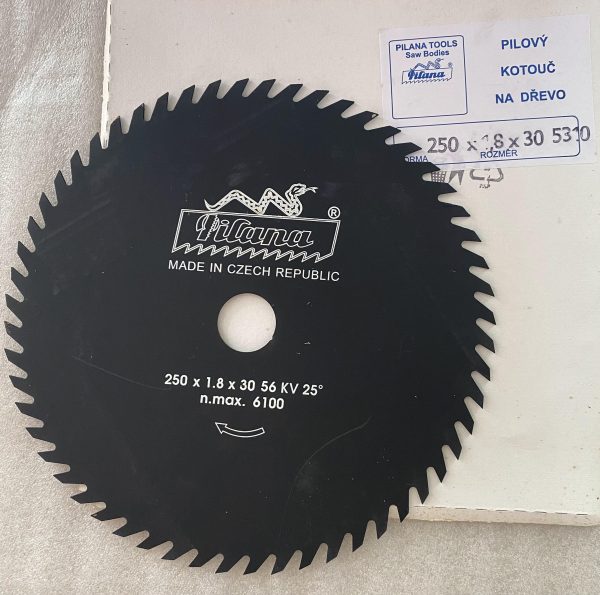 PILANA TOOLS
Saw Bodies
Pilana
PILOVÝ
KOTOUČ
NA DŘEVO
250 x 1,8 x 30 5310
ROZMĚR
Pilana ®
MADE IN CZECH REPUBLIC
250 x 1.8 x 30 56 KV 25°
n.max. 6100